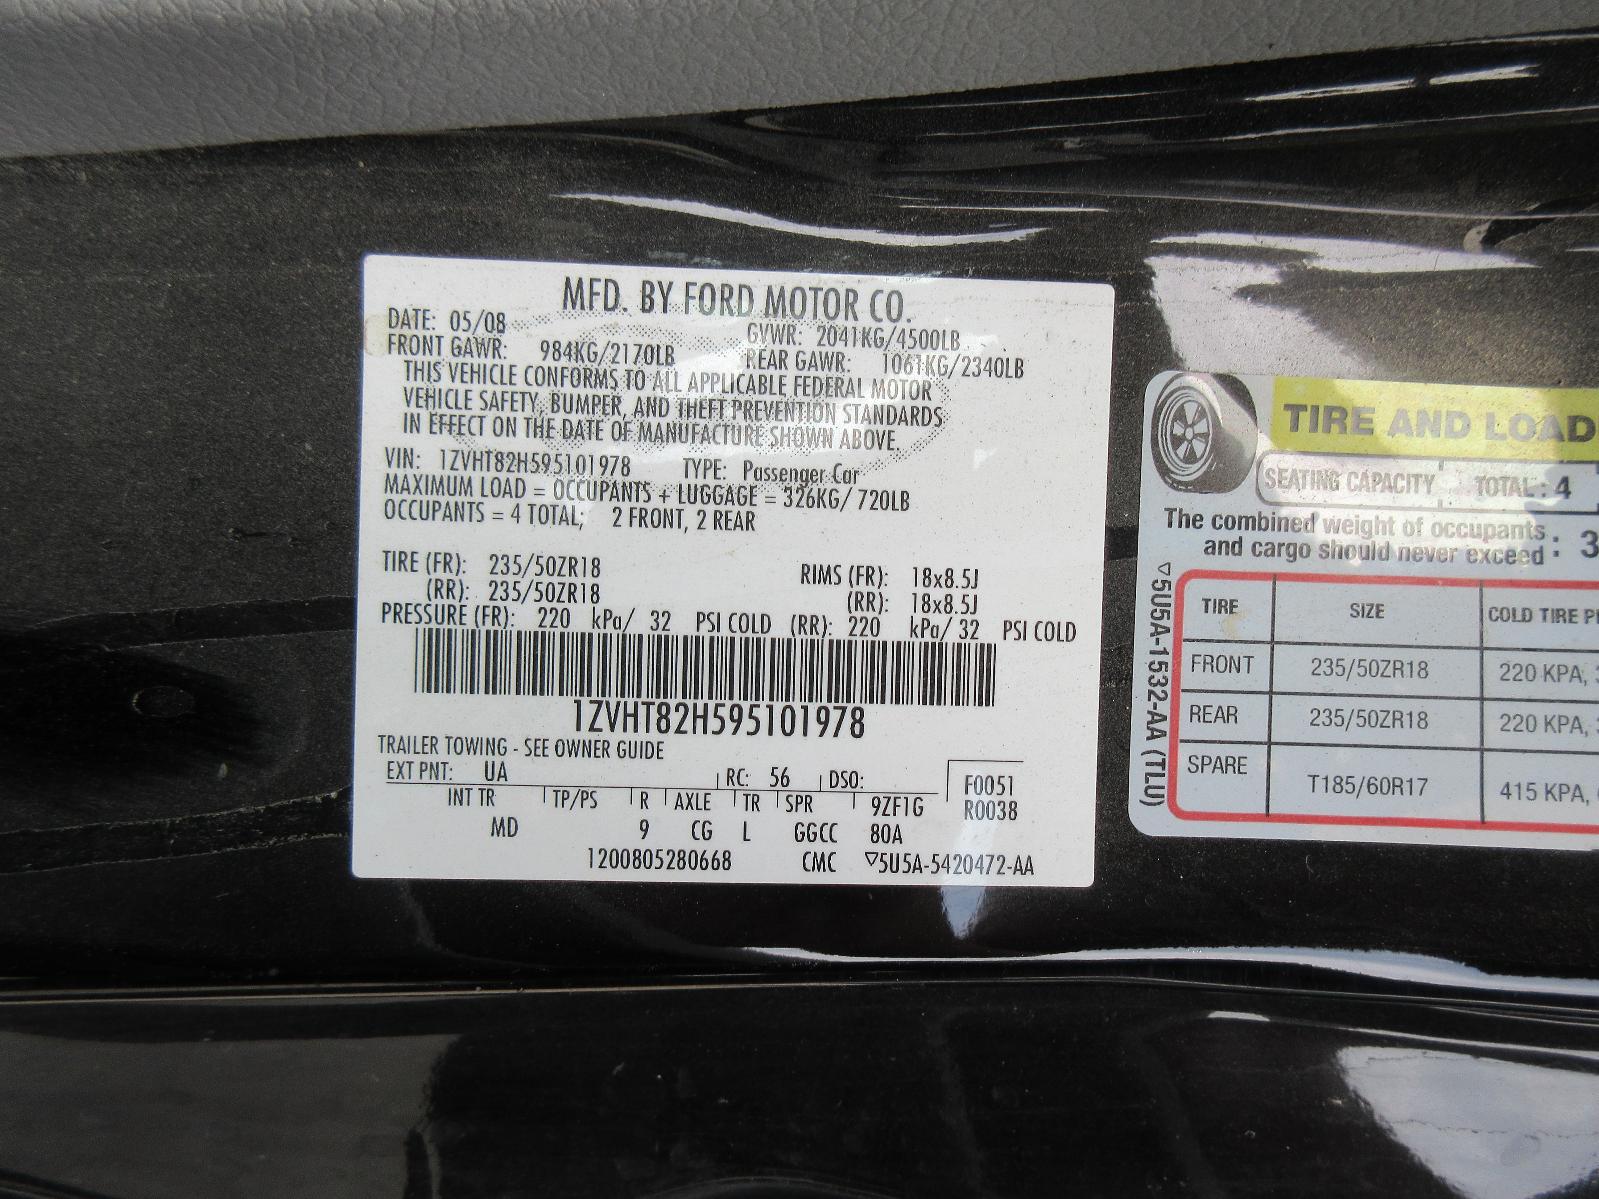 MFD. BY FORD MOTOR CO.
DATE: 05/08 GVWR: 2041KG/4500LB
FRONT GAWR: 984KG/2170LB REAR GAWR: 1061KG/2340LB
THIS VEHICLE CONFORMS TO ALL APPLICABLE FEDERAL MOTOR
VEHICLE SAFETY, BUMPER, AND THEFT PREVENTION STANDARDS
IN EFFECT ON THE DATE OF MANUFACTURE SHOWN ABOVE.
VIN: 1ZVHT82H595101978 TYPE: Passenger Car
MAXIMUM LOAD = OCCUPANTS + LUGGAGE = 326KG/ 720LB
OCCUPANTS = 4 TOTAL; 2 FRONT, 2 REAR
TIRE (FR): 235/50ZR18 RIMS (FR): 18x8.5J
(RR): 235/50ZR18 (RR): 18x8.5J
PRESSURE (FR): 220 kPa/ 32 PSI COLD (RR): 220 kPa/ 32 PSI COLD
1ZVHT82H595101978
TRAILER TOWING - SEE OWNER GUIDE
EXT PNT: UA RC: 56 DSO: F0051
INT TR TP/PS R AXLE TR SPR 9ZF1G R0038
MD 9 CG L GGCC 80A
1200805280668 CMC ▽5U5A-5420472-AA
TIRE AND LOAD
SEATING CAPACITY TOTAL: 4
The combined weight of occupants
and cargo should never exceed : 3
▽5U5A-1532-AA (TLU)
TIRE SIZE COLD TIRE
FRONT 235/50ZR18 220 KPA,
REAR 235/50ZR18 220 KPA,
SPARE T185/60R17 415 KPA,